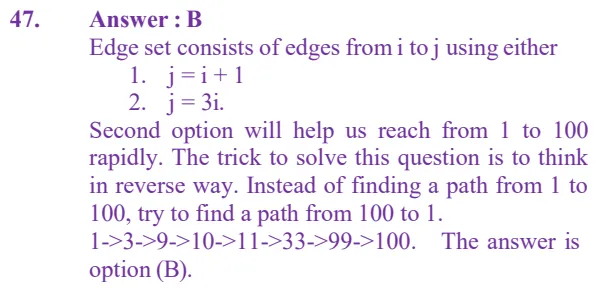 47. Answer : B
Edge set consists of edges from i to j using either
1. j = i + 1
2. j = 3i.
Second option will help us reach from 1 to 100
rapidly. The trick to solve this question is to think
in reverse way. Instead of finding a path from 1 to
100, try to find a path from 100 to 1.
1->3->9->10->11->33->99->100. The answer is
option (B).